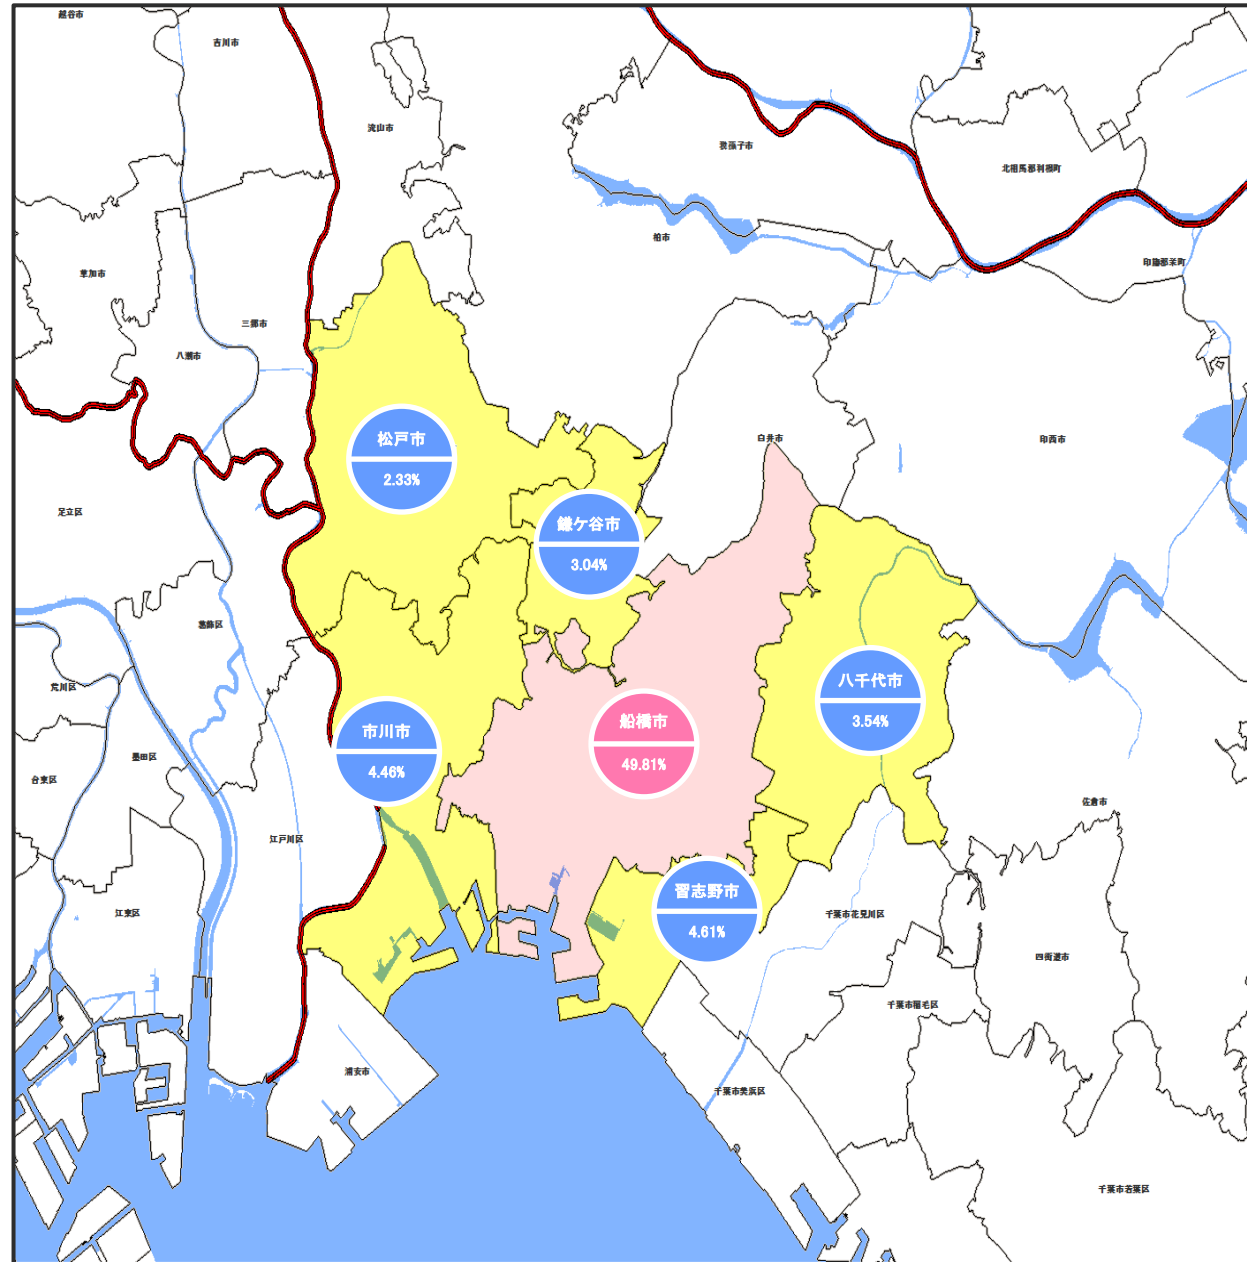 越谷市
吉川市
流山市
我孫子市
北相馬郡利根町
柏市
印旛郡栄町
草加市
三郷市
八潮市
松戸市
2.33%
白井市
印西市
足立区
鎌ケ谷市
3.04%
葛飾区
荒川区
八千代市
3.54%
船橋市
49.81%
市川市
4.46%
墨田区
台東区
佐倉市
江戸川区
習志野市
4.61%
江東区
千葉市花見川区
四街道市
千葉市稲毛区
浦安市
千葉市美浜区
千葉市若葉区